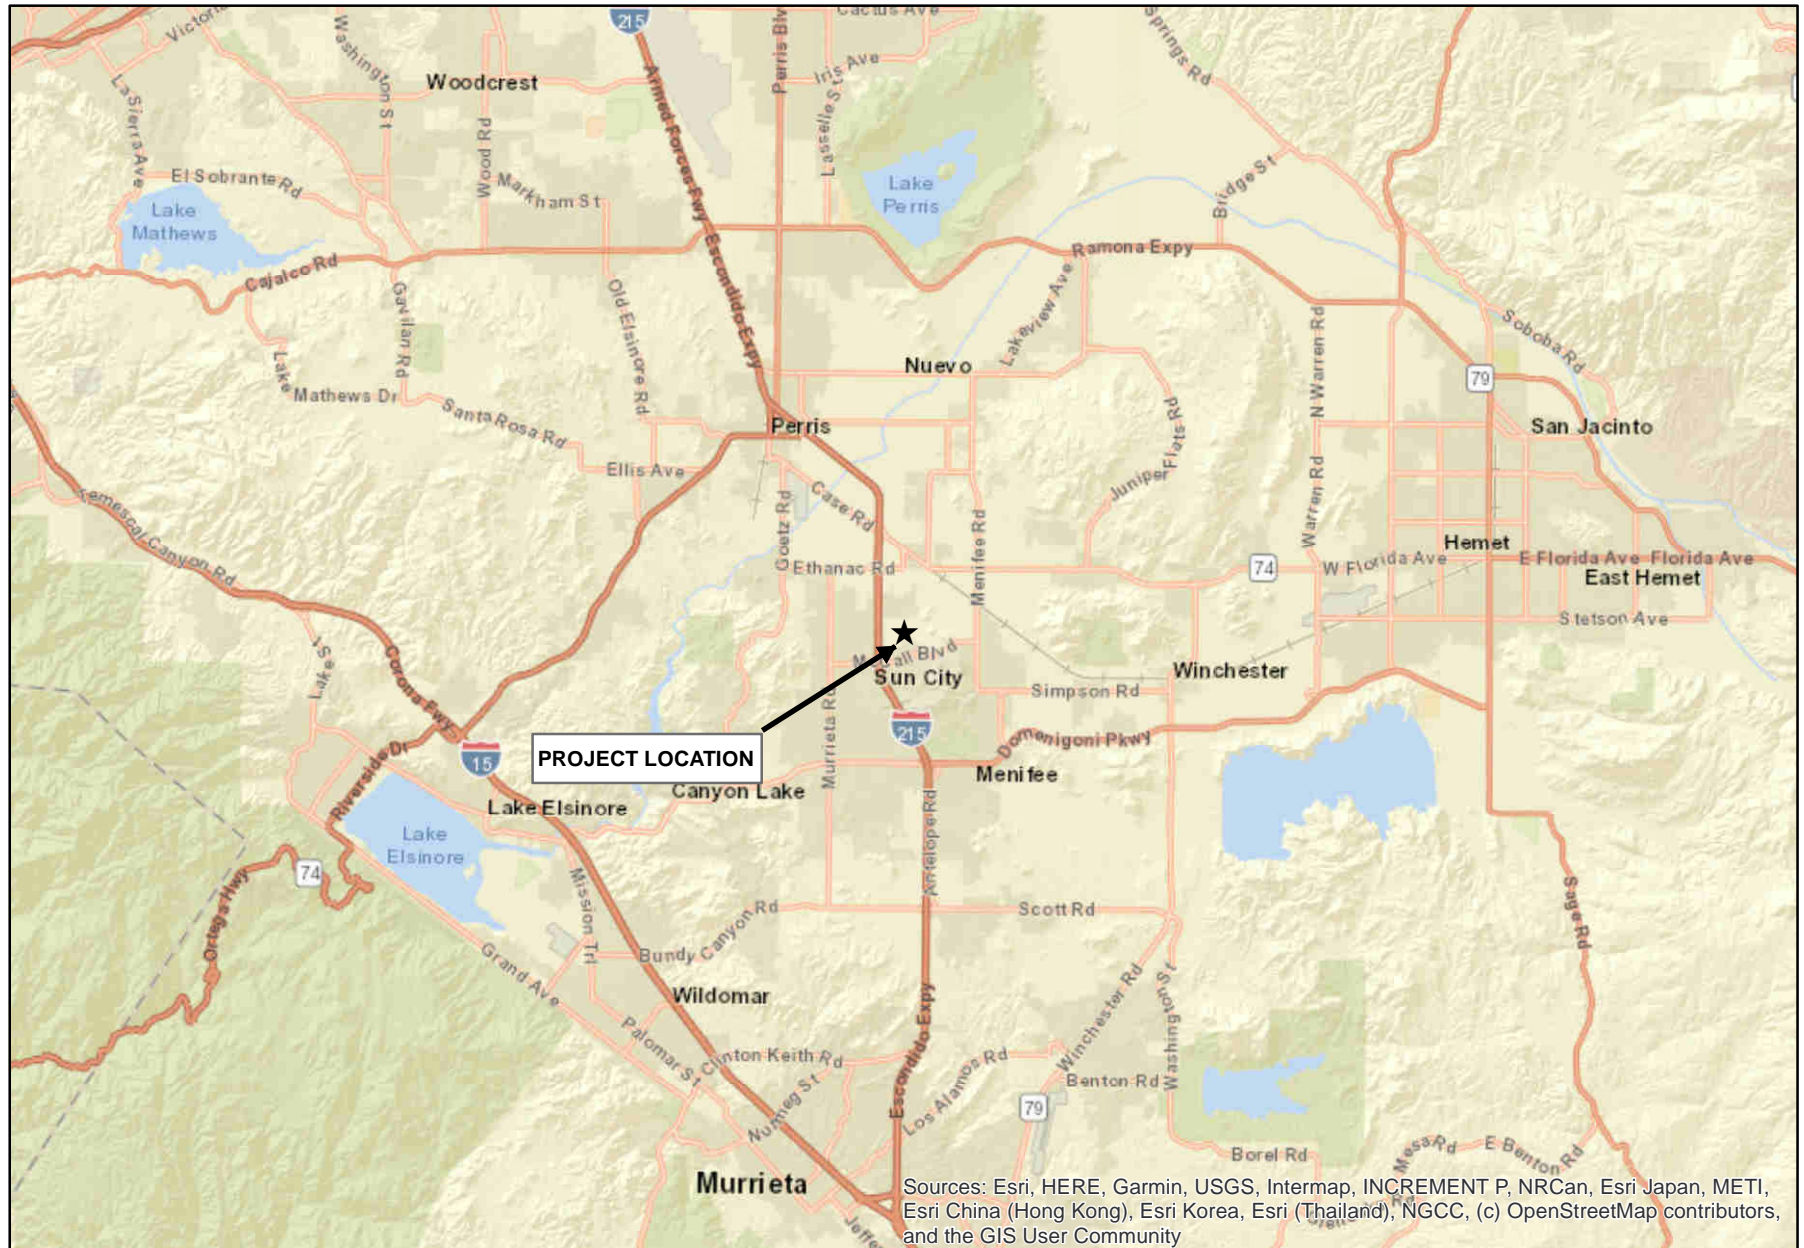 215
Cactus Ave
Victoria
Washington St
Perris Blv
Springs Rd
Iris Ave
Woodcrest
Armed Forces Fwy
La Sierra Ave
Lasselle St
Wood Rd
El Sobrante Rd
Markham St
Lake
Perris
Bridge St
Lake
Mathews
Ramona Expy
Cajalco Rd
Escondido Expy
Gavilan Rd
Old Elsinore Rd
Lakeview Ave
N Warren Rd
Soboba Rd
Lake
Mathews Dr
Nuevo
79
Santa Rosa Rd
Perris
Juniper Flats Rd
San Jacinto
Ellis Ave
Case Rd
Goetz Rd
Menifee Rd
Warren Rd
Temescal Canyon Rd
Hemet
Ethanac Rd
74
W Florida Ave
E Florida Ave
Florida Ave
East Hemet
Stetson Ave
Lake St
Corona Fwy
Blvd
Sun City
Winchester
Simpson Rd
Murrieta Rd
215
Domenigoni Pkwy
PROJECT LOCATION
15
Riverside Dr
Menifee
Canyon Lake
Lake Elsinore
Lake
Elsinore
Antelope Rd
74
Ortega Hwy
Mission Trl
Sage Rd
Scott Rd
Bundy Canyon Rd
Grand Ave
Wildomar
Winchester Rd
Washington St
Palomar St
Clinton Keith Rd
Escondido Expy
Los Alamos Rd
Benton Rd
Nutmeg St
79
Mesa Rd
E Benton Rd
Borel Rd
Murrieta
Sources: Esri, HERE, Garmin, USGS, Intermap, INCREMENT P, NRCan, Esri Japan, METI,
Esri China (Hong Kong), Esri Korea, Esri (Thailand), NGCC, (c) OpenStreetMap contributors,
and the GIS User Community